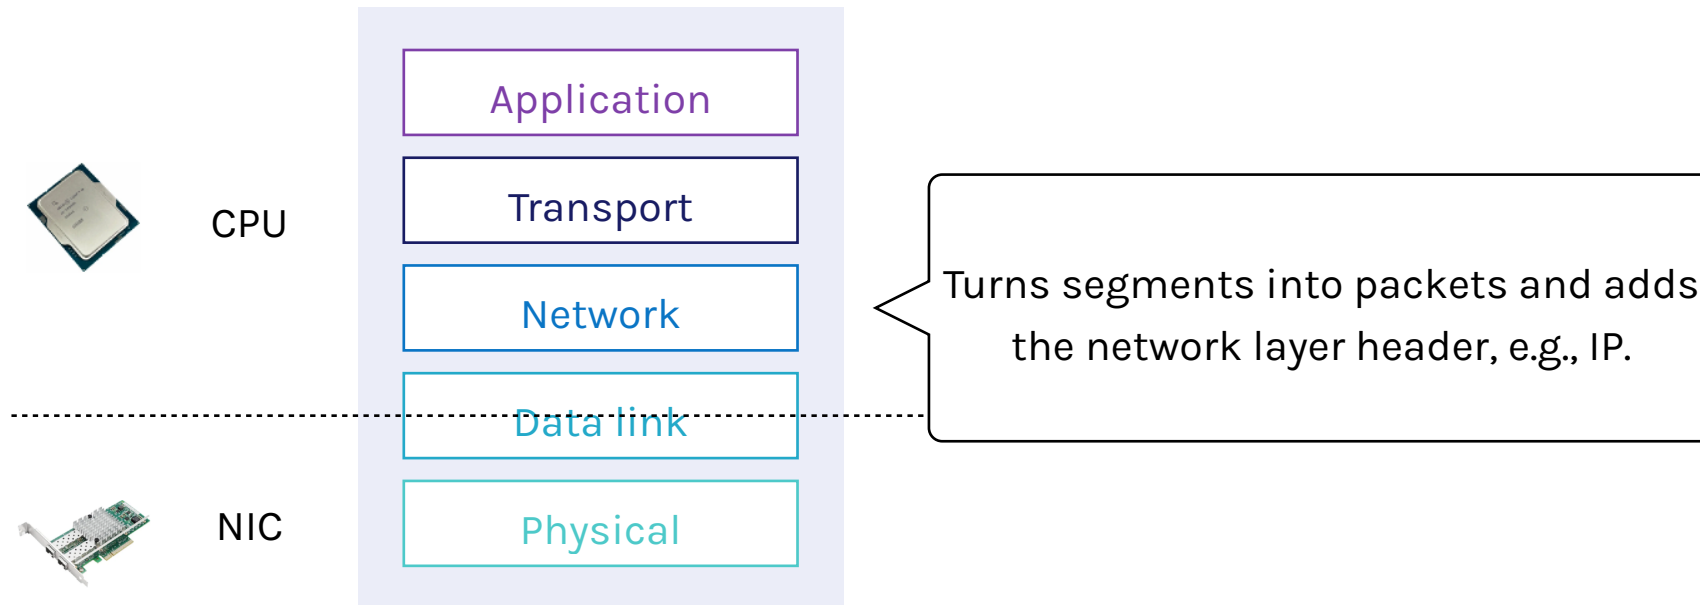 Application
Transport
CPU
Network
Turns segments into packets and adds
the network layer header, e.g., IP.
Data link
NIC
Physical